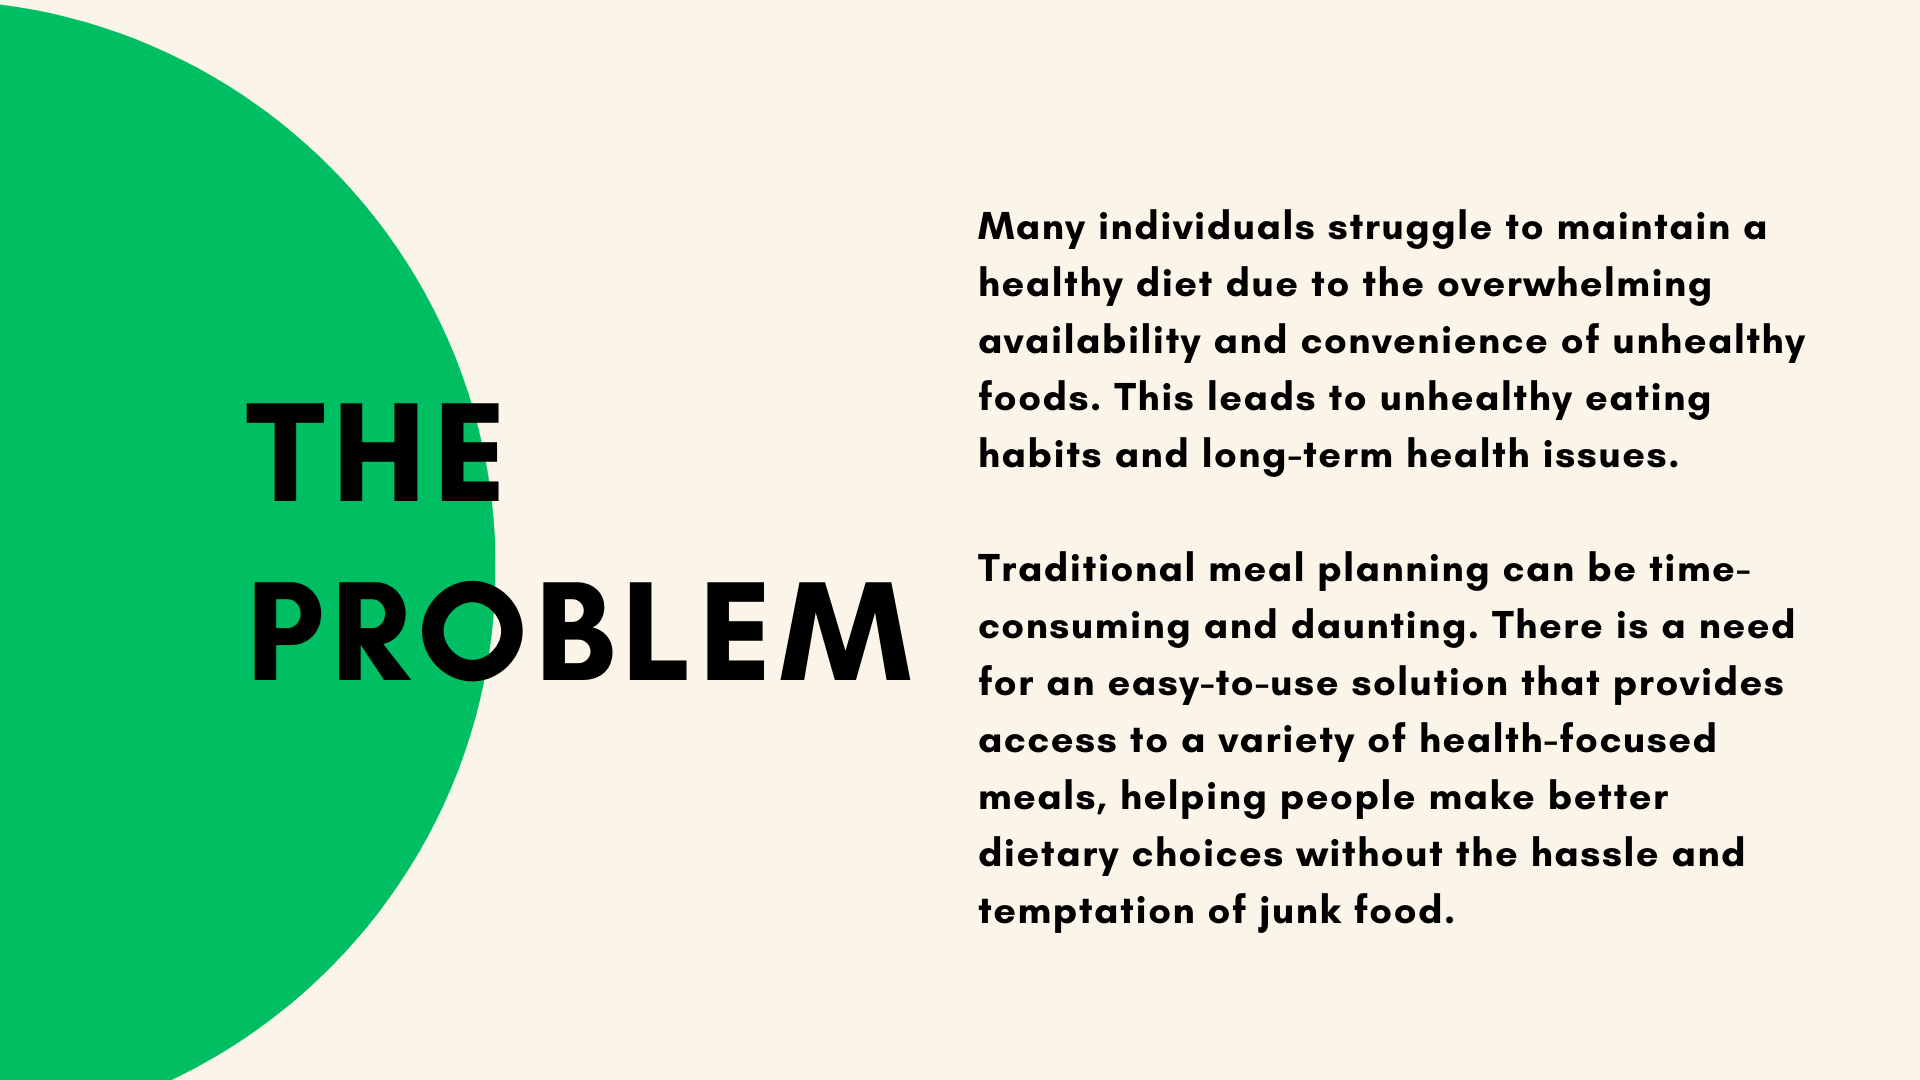 THE
PROBLEM
Many individuals struggle to maintain a
healthy diet due to the overwhelming
availability and convenience of unhealthy
foods. This leads to unhealthy eating
habits and long-term health issues.
Traditional meal planning can be time-
consuming and daunting. There is a need
for an easy-to-use solution that provides
access to a variety of health-focused
meals, helping people make better
dietary choices without the hassle and
temptation of junk food.